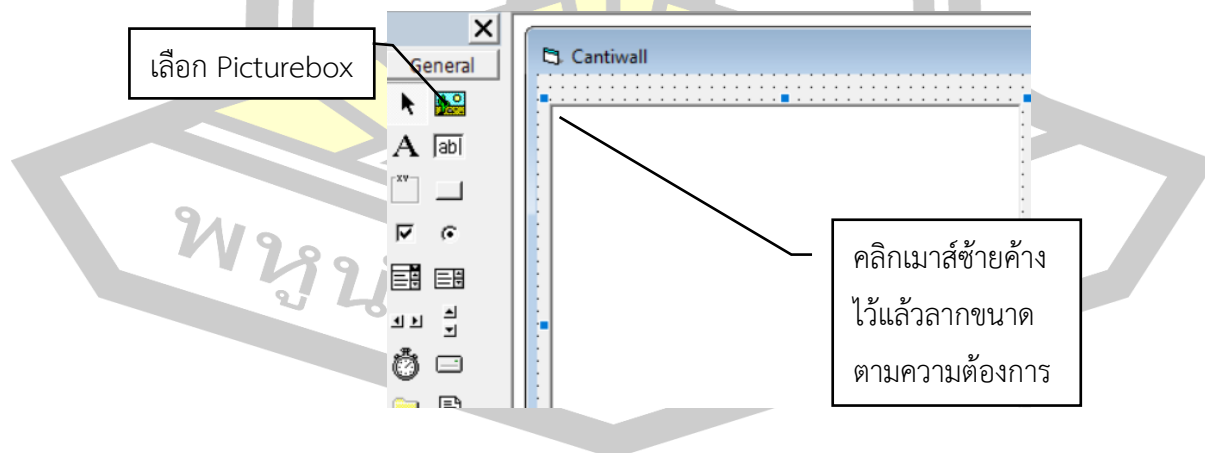 เลือก Picturebox
General
Cantiwall
A
ab
xy
คลิกเมาส์ซ้ายค้าง
ไว้แล้วลากขนาด
ตามความต้องการ